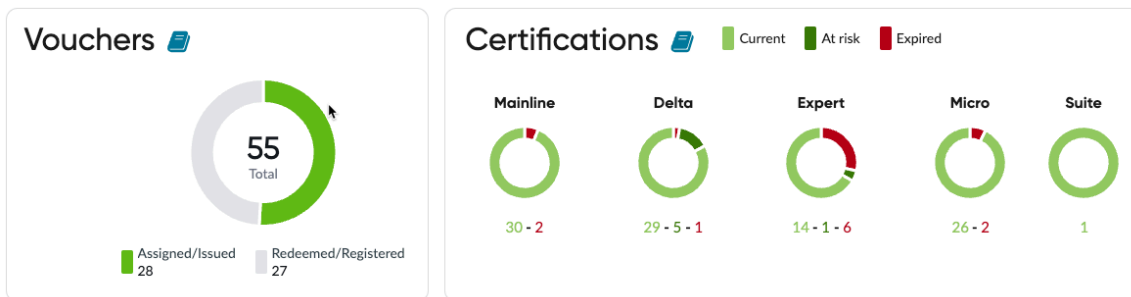 Vouchers
55
Total
Assigned/Issued
28
Redeemed/Registered
27
Certifications
Current
At risk
Expired
Mainline
30 - 2
Delta
29 - 5 - 1
Expert
14 - 1 - 6
Micro
26 - 2
Suite
1